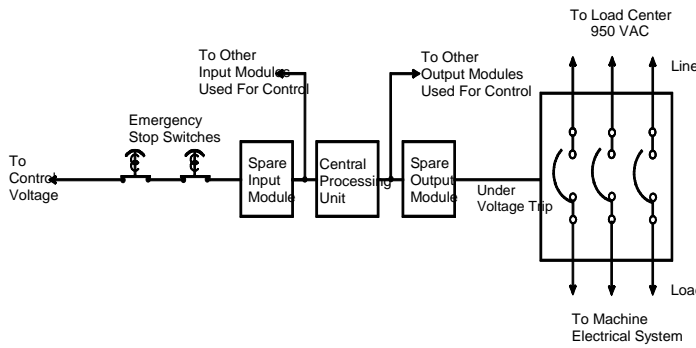 To Load Center
950 VAC
Line
To Other
Input Modules
Used For Control
To Other
Output Modules
Used For Control
Emergency
Stop Switches
To
Control
Voltage
Spare
Input
Module
Central
Processing
Unit
Spare
Output
Module
Under
Voltage Trip
Load
To Machine
Electrical System